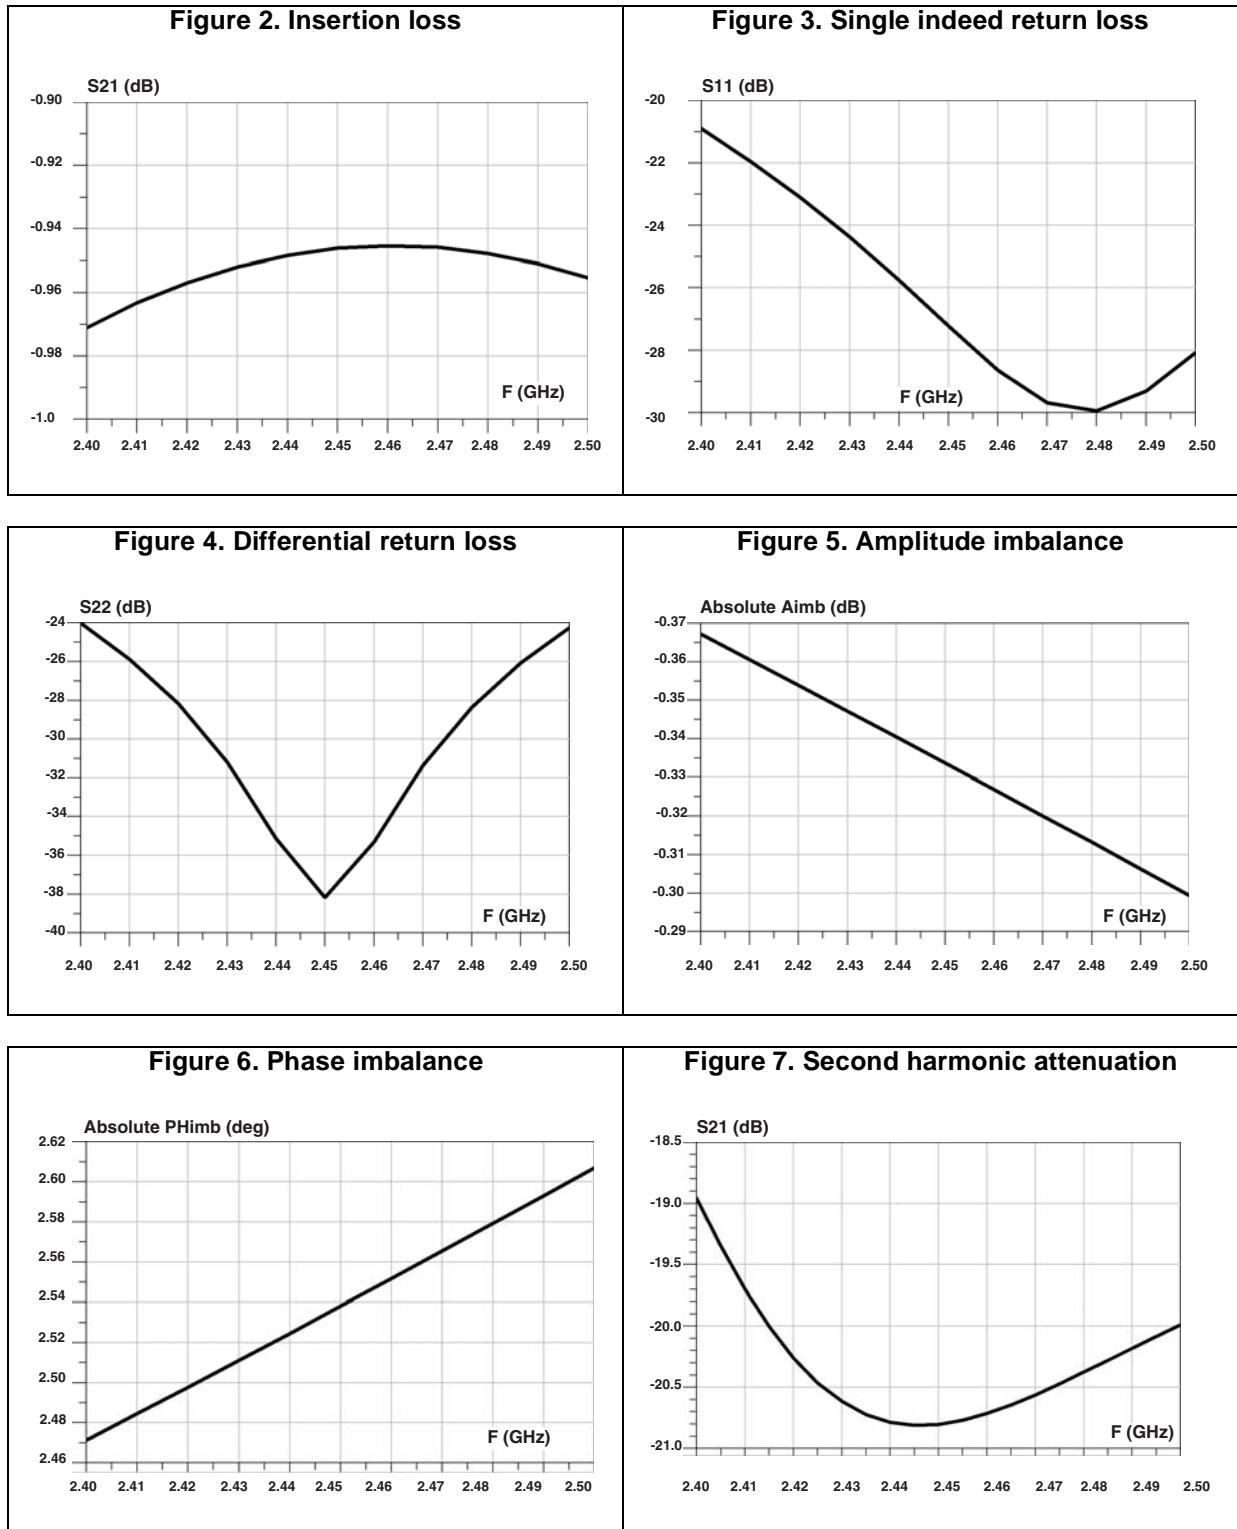 Figure 2. Insertion loss
S21 (dB)
-0.90
-0.92
-0.94
-0.96
-0.98
-1.0
F (GHz)
2.40 2.41 2.42 2.43 2.44 2.45 2.46 2.47 2.48 2.49 2.50
Figure 3. Single indeed return loss
S11 (dB)
-20
-22
-24
-26
-28
-30
F (GHz)
2.40 2.41 2.42 2.43 2.44 2.45 2.46 2.47 2.48 2.49 2.50
Figure 4. Differential return loss
S22 (dB)
-24
-26
-28
-30
-32
-34
-36
-38
-40
F (GHz)
2.40 2.41 2.42 2.43 2.44 2.45 2.46 2.47 2.48 2.49 2.50
Figure 5. Amplitude imbalance
Absolute Aimb (dB)
-0.37
-0.36
-0.35
-0.34
-0.33
-0.32
-0.31
-0.30
-0.29
F (GHz)
2.40 2.41 2.42 2.43 2.44 2.45 2.46 2.47 2.48 2.49 2.50
Figure 6. Phase imbalance
Absolute PHimb (deg)
2.62
2.60
2.58
2.56
2.54
2.52
2.50
2.48
2.46
F (GHz)
2.40 2.41 2.42 2.43 2.44 2.45 2.46 2.47 2.48 2.49 2.50
Figure 7. Second harmonic attenuation
S21 (dB)
-18.5
-19.0
-19.5
-20.0
-20.5
-21.0
F (GHz)
2.40 2.41 2.42 2.43 2.44 2.45 2.46 2.47 2.48 2.49 2.50